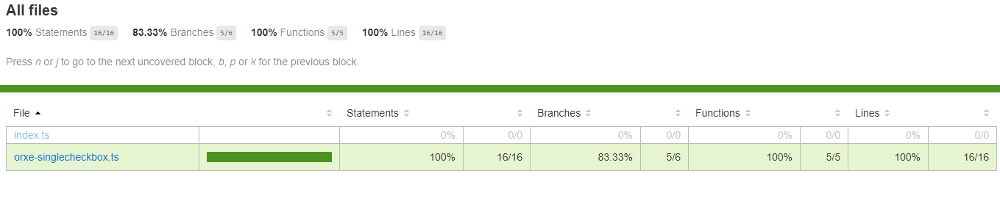 All files
100% Statements 16/16 83.33% Branches 5/6 100% Functions 5/5 100% Lines 16/16
Press n or j to go to the next uncovered block, b, p or k for the previous block.
File Statements Branches Functions Lines
index.ts 0% 0/0 0% 0/0 0% 0/0 0% 0/0
orxe-singlecheckbox.ts 100% 16/16 83.33% 5/6 100% 5/5 100% 16/16